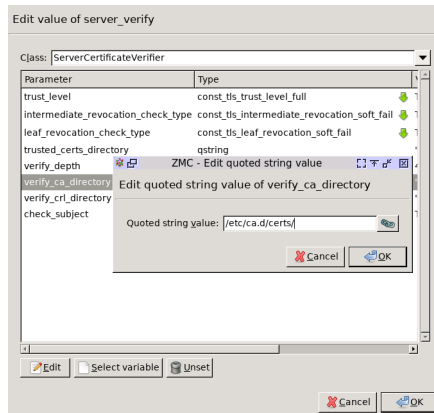 Edit value of server_verify
Class: ServerCertificateVerifier
Parameter Type
trust_level const_tls_trust_level_full
intermediate_revocation_check_type const_tls_intermediate_revocation_soft_fail
leaf_revocation_check_type const_tls_leaf_revocation_soft_fail
trusted_certs_directory qstring
verify_depth
ZMC - Edit quoted string value
verify_ca_directory
Edit quoted string value of verify_ca_directory
verify_crl_directory
check_subject
Quoted string value: /etc/ca.d/certs/
Cancel OK
Edit Select variable Unset
Cancel OK